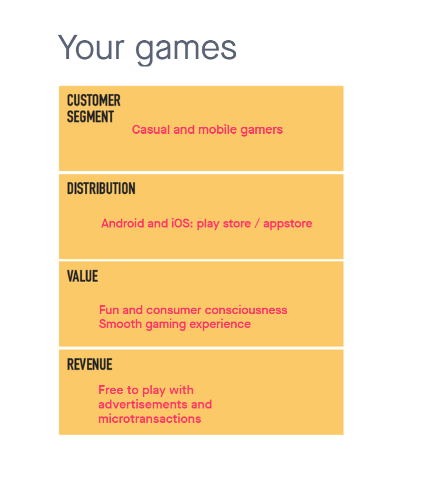 Your games
CUSTOMER
SEGMENT
Casual and mobile gamers
DISTRIBUTION
Android and iOS: play store / appstore
VALUE
Fun and consumer consciousness
Smooth gaming experience
REVENUE
Free to play with
advertisements and
microtransactions